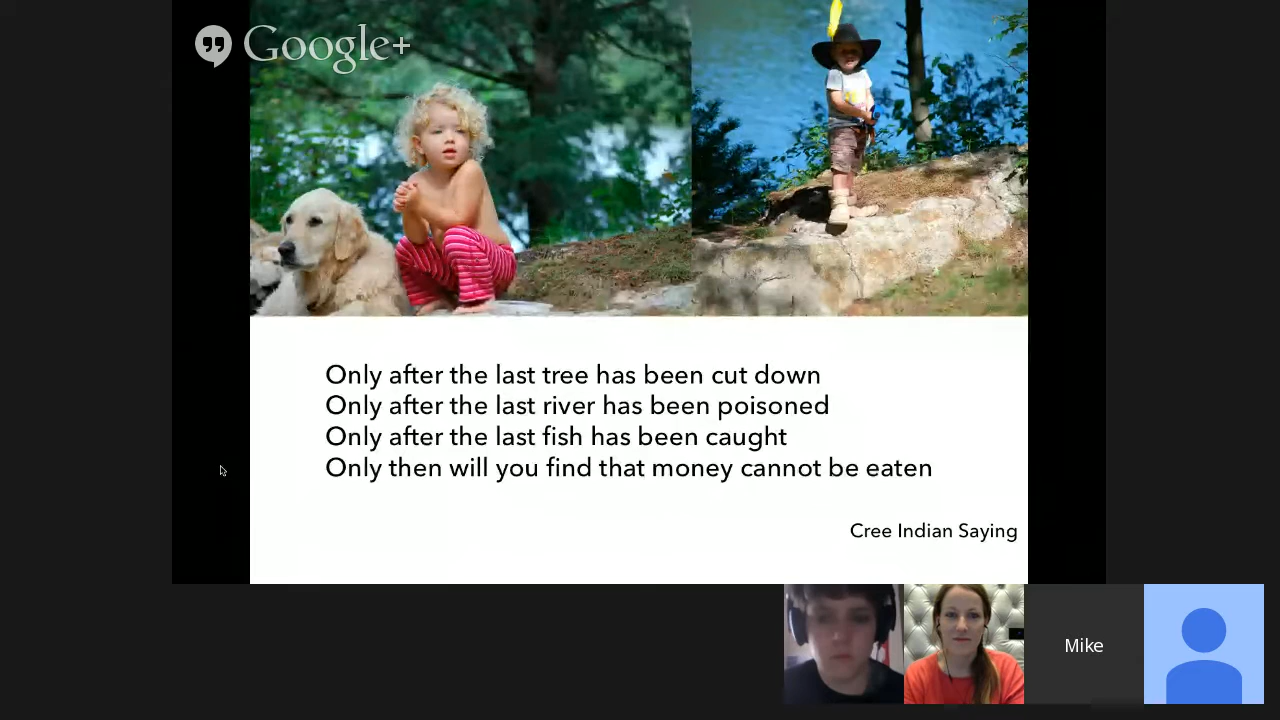 Google+
Only after the last tree has been cut down
Only after the last river has been poisoned
Only after the last fish has been caught
Only then will you find that money cannot be eaten
Cree Indian Saying
Mike